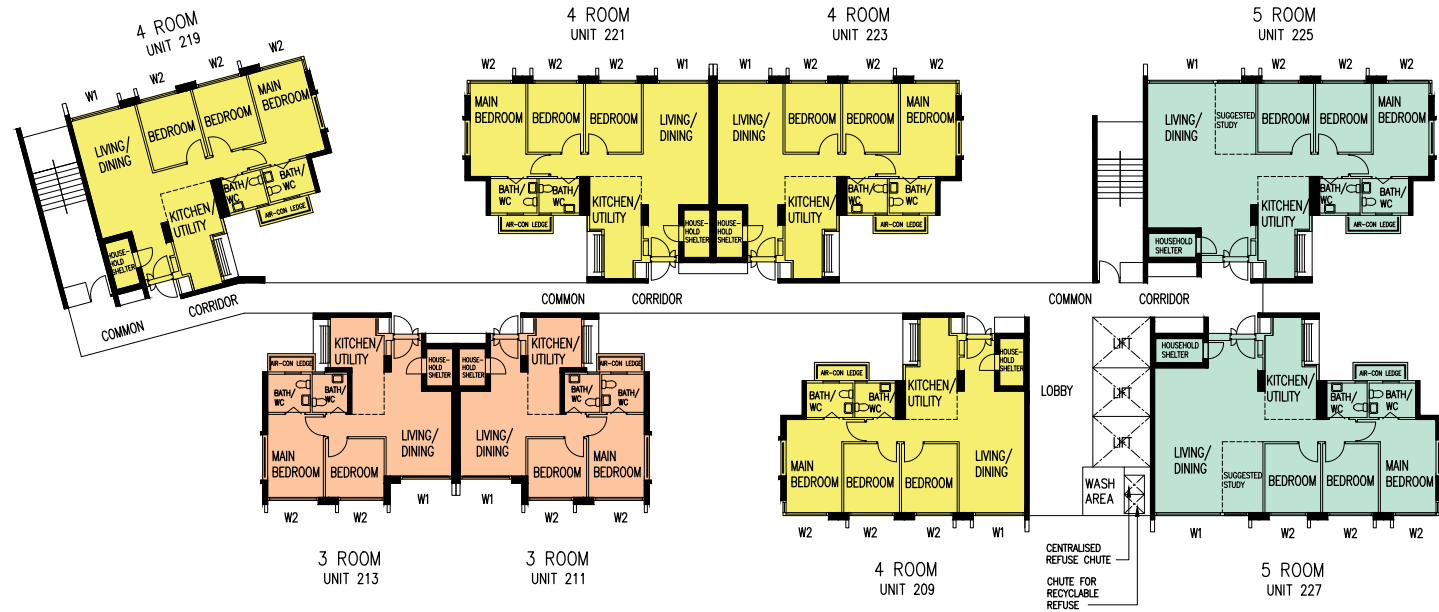 4 ROOM
UNIT 219
4 ROOM
UNIT 221
4 ROOM
UNIT 223
5 ROOM
UNIT 225
W1
W2
W2
W2
LIVING/
DINING
BEDROOM
BEDROOM
MAIN
BEDROOM
BATH/
WC
BATH/
WC
AIR-CON LEDGE
KITCHEN/
UTILITY
HOUSE-
HOLD
SHELTER
W2
W2
W2
W1
MAIN
BEDROOM
BEDROOM
BEDROOM
LIVING/
DINING
BATH/
WC
BATH/
WC
AIR-CON LEDGE
KITCHEN/
UTILITY
HOUSE-
HOLD
SHELTER
W1
W2
W2
W2
LIVING/
DINING
BEDROOM
BEDROOM
MAIN
BEDROOM
BATH/
WC
BATH/
WC
AIR-CON LEDGE
KITCHEN/
UTILITY
HOUSE-
HOLD
SHELTER
W1
W2
W2
W2
LIVING/
DINING
SUGGESTED
STUDY
BEDROOM
BEDROOM
MAIN
BEDROOM
BATH/
WC
BATH/
WC
AIR-CON LEDGE
KITCHEN/
UTILITY
HOUSEHOLD
SHELTER
COMMON
CORRIDOR
COMMON
CORRIDOR
COMMON
CORRIDOR
KITCHEN/
UTILITY
AIR-CON LEDGE
BATH/
WC
BATH/
WC
HOUSE-
HOLD
SHELTER
MAIN
BEDROOM
BEDROOM
LIVING/
DINING
W2
W2
W1
3 ROOM
UNIT 213
HOUSE-
HOLD
SHELTER
KITCHEN/
UTILITY
AIR-CON LEDGE
BATH/
WC
BATH/
WC
LIVING/
DINING
BEDROOM
MAIN
BEDROOM
W1
W2
W2
3 ROOM
UNIT 211
AIR-CON LEDGE
BATH/
WC
BATH/
WC
KITCHEN/
UTILITY
HOUSE-
HOLD
SHELTER
MAIN
BEDROOM
BEDROOM
BEDROOM
LIVING/
DINING
W2
W2
W2
W1
4 ROOM
UNIT 209
LOBBY
LIFT
LIFT
LIFT
WASH
AREA
CENTRALISED
REFUSE CHUTE
CHUTE FOR
RECYCLABLE
REFUSE
HOUSEHOLD
SHELTER
KITCHEN/
UTILITY
AIR-CON LEDGE
BATH/
WC
BATH/
WC
LIVING/
DINING
SUGGESTED
STUDY
BEDROOM
BEDROOM
MAIN
BEDROOM
W1
W2
W2
W2
5 ROOM
UNIT 227